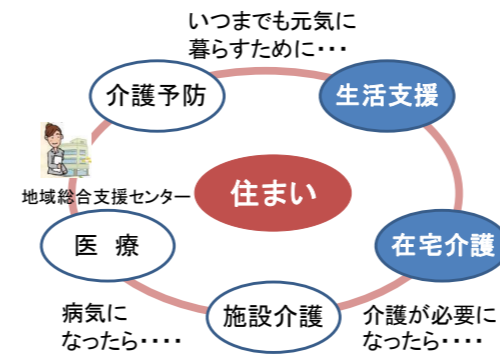 いつまでも元気に
暮らすために・・・
介護予防
生活支援
地域総合支援センター
住まい
医　療
在宅介護
病気に
なったら・・・・
施設介護
介護が必要に
なったら・・・・